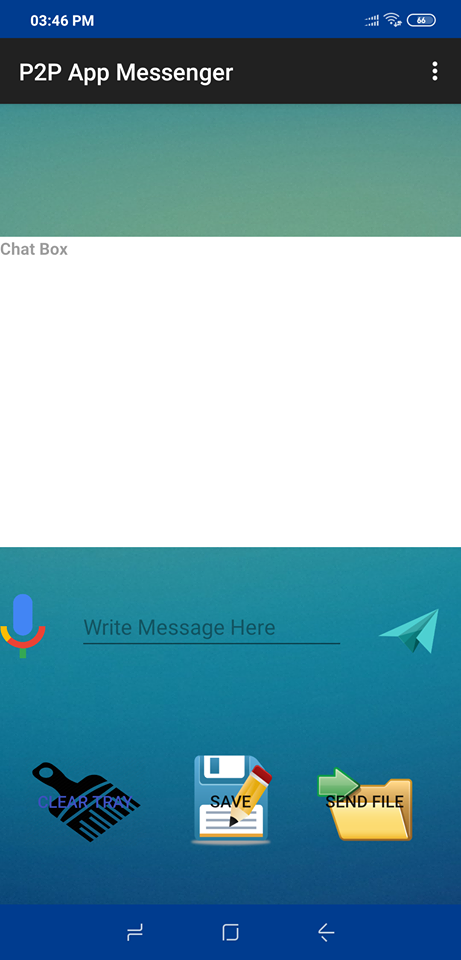 03:46 PM
66
P2P App Messenger
Chat Box
Write Message Here
CLEAR TRAY
SAVE
SEND FILE